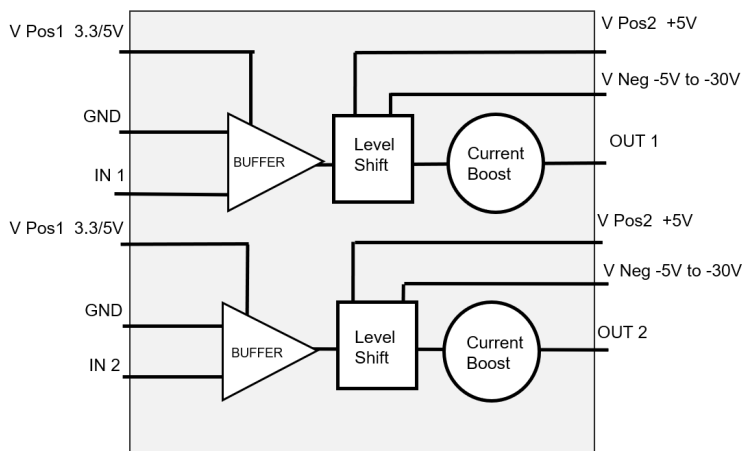 V Pos1  3.3/5V
V Pos2  +5V
V Neg -5V to -30V
GND
BUFFER
Level
Shift
Current
Boost
OUT 1
IN 1
V Pos1  3.3/5V
V Pos2  +5V
V Neg -5V to -30V
GND
BUFFER
Level
Shift
Current
Boost
OUT 2
IN 2